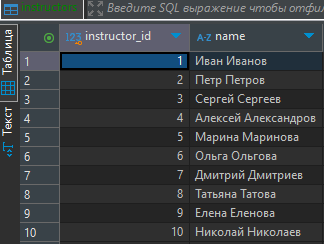 instructors
Введите SQL выражение чтобы отфи
Таблица
Текст
123 instructor_id
A-Z name
1 1 Иван Иванов
2 2 Петр Петров
3 3 Сергей Сергеев
4 4 Алексей Александров
5 5 Марина Маринова
6 6 Ольга Ольгова
7 7 Дмитрий Дмитриев
8 8 Татьяна Татова
9 9 Елена Еленова
10 10 Николай Николаев